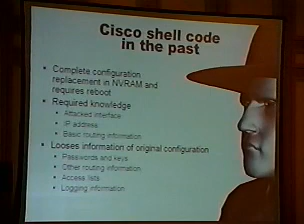 Cisco shell code
in the past
Complete configuration
replacement in NVRAM and
requires reboot
Required knowledge
Attacked interface
IP address
Basic routing information
Looses information of original configuration
Passwords and keys
Other routing information
Access lists
Logging information